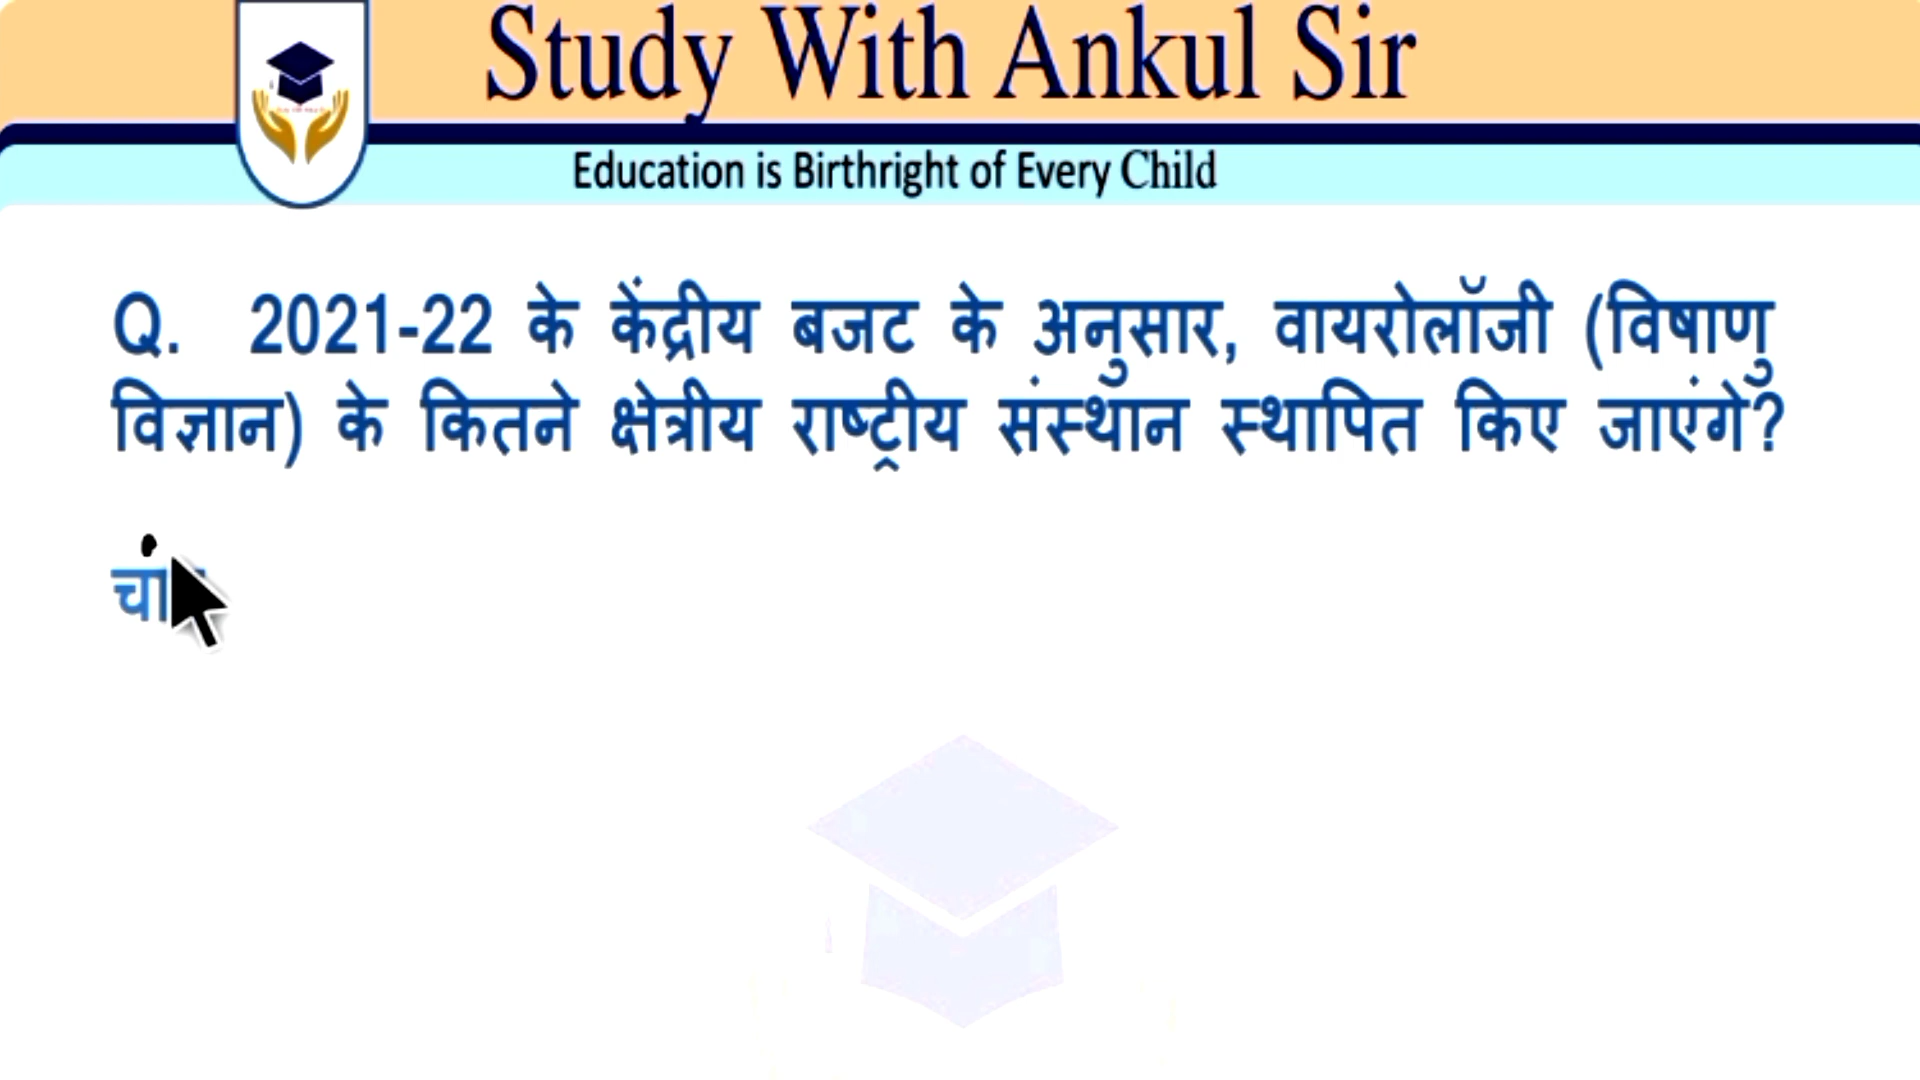 Study With Ankul Sir
Education is Birthright of Every Child
Q. 2021-22 के केंद्रीय बजट के अनुसार, वायरोलॉजी (विषाणु
विज्ञान) के कितने क्षेत्रीय राष्ट्रीय संस्थान स्थापित किए जाएंगे?